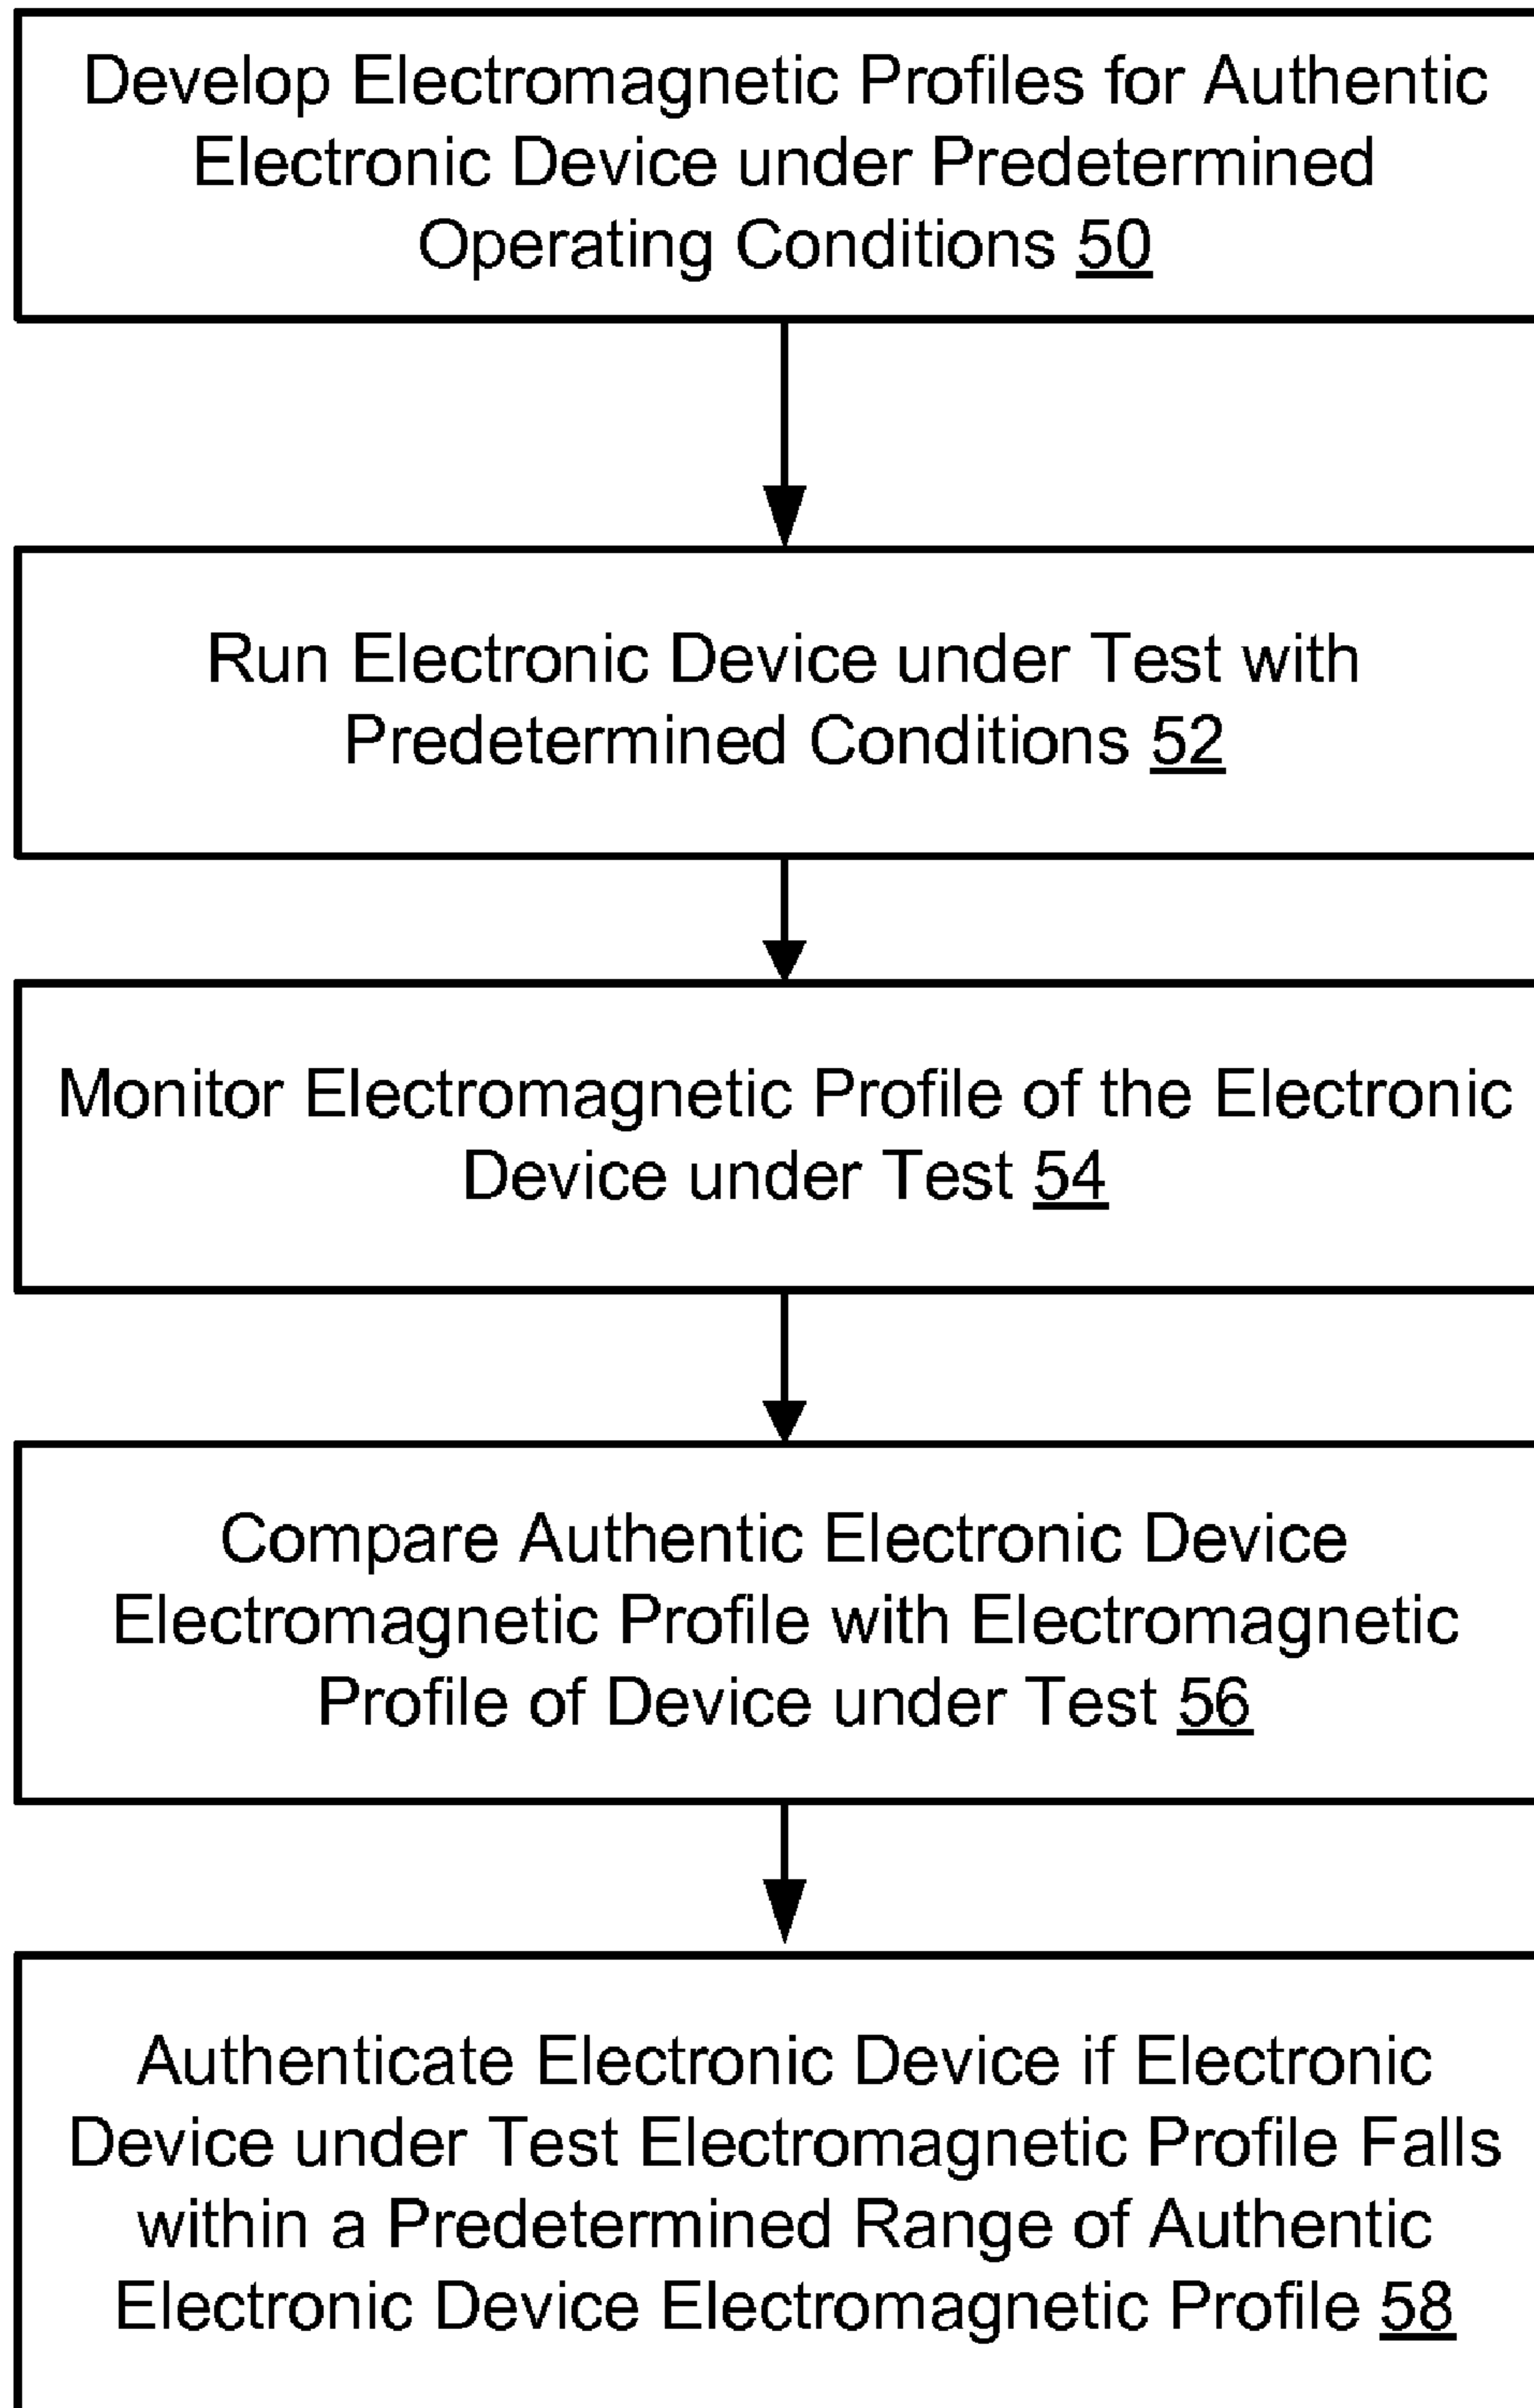 Develop Electromagnetic Profiles for Authentic
Electronic Device under Predetermined
Operating Conditions 50
Run Electronic Device under Test with
Predetermined Conditions 52
Monitor Electromagnetic Profile of the Electronic
Device under Test 54
Compare Authentic Electronic Device
Electromagnetic Profile with Electromagnetic
Profile of Device under Test 56
Authenticate Electronic Device if Electronic
Device under Test Electromagnetic Profile Falls
within a Predetermined Range of Authentic
Electronic Device Electromagnetic Profile 58